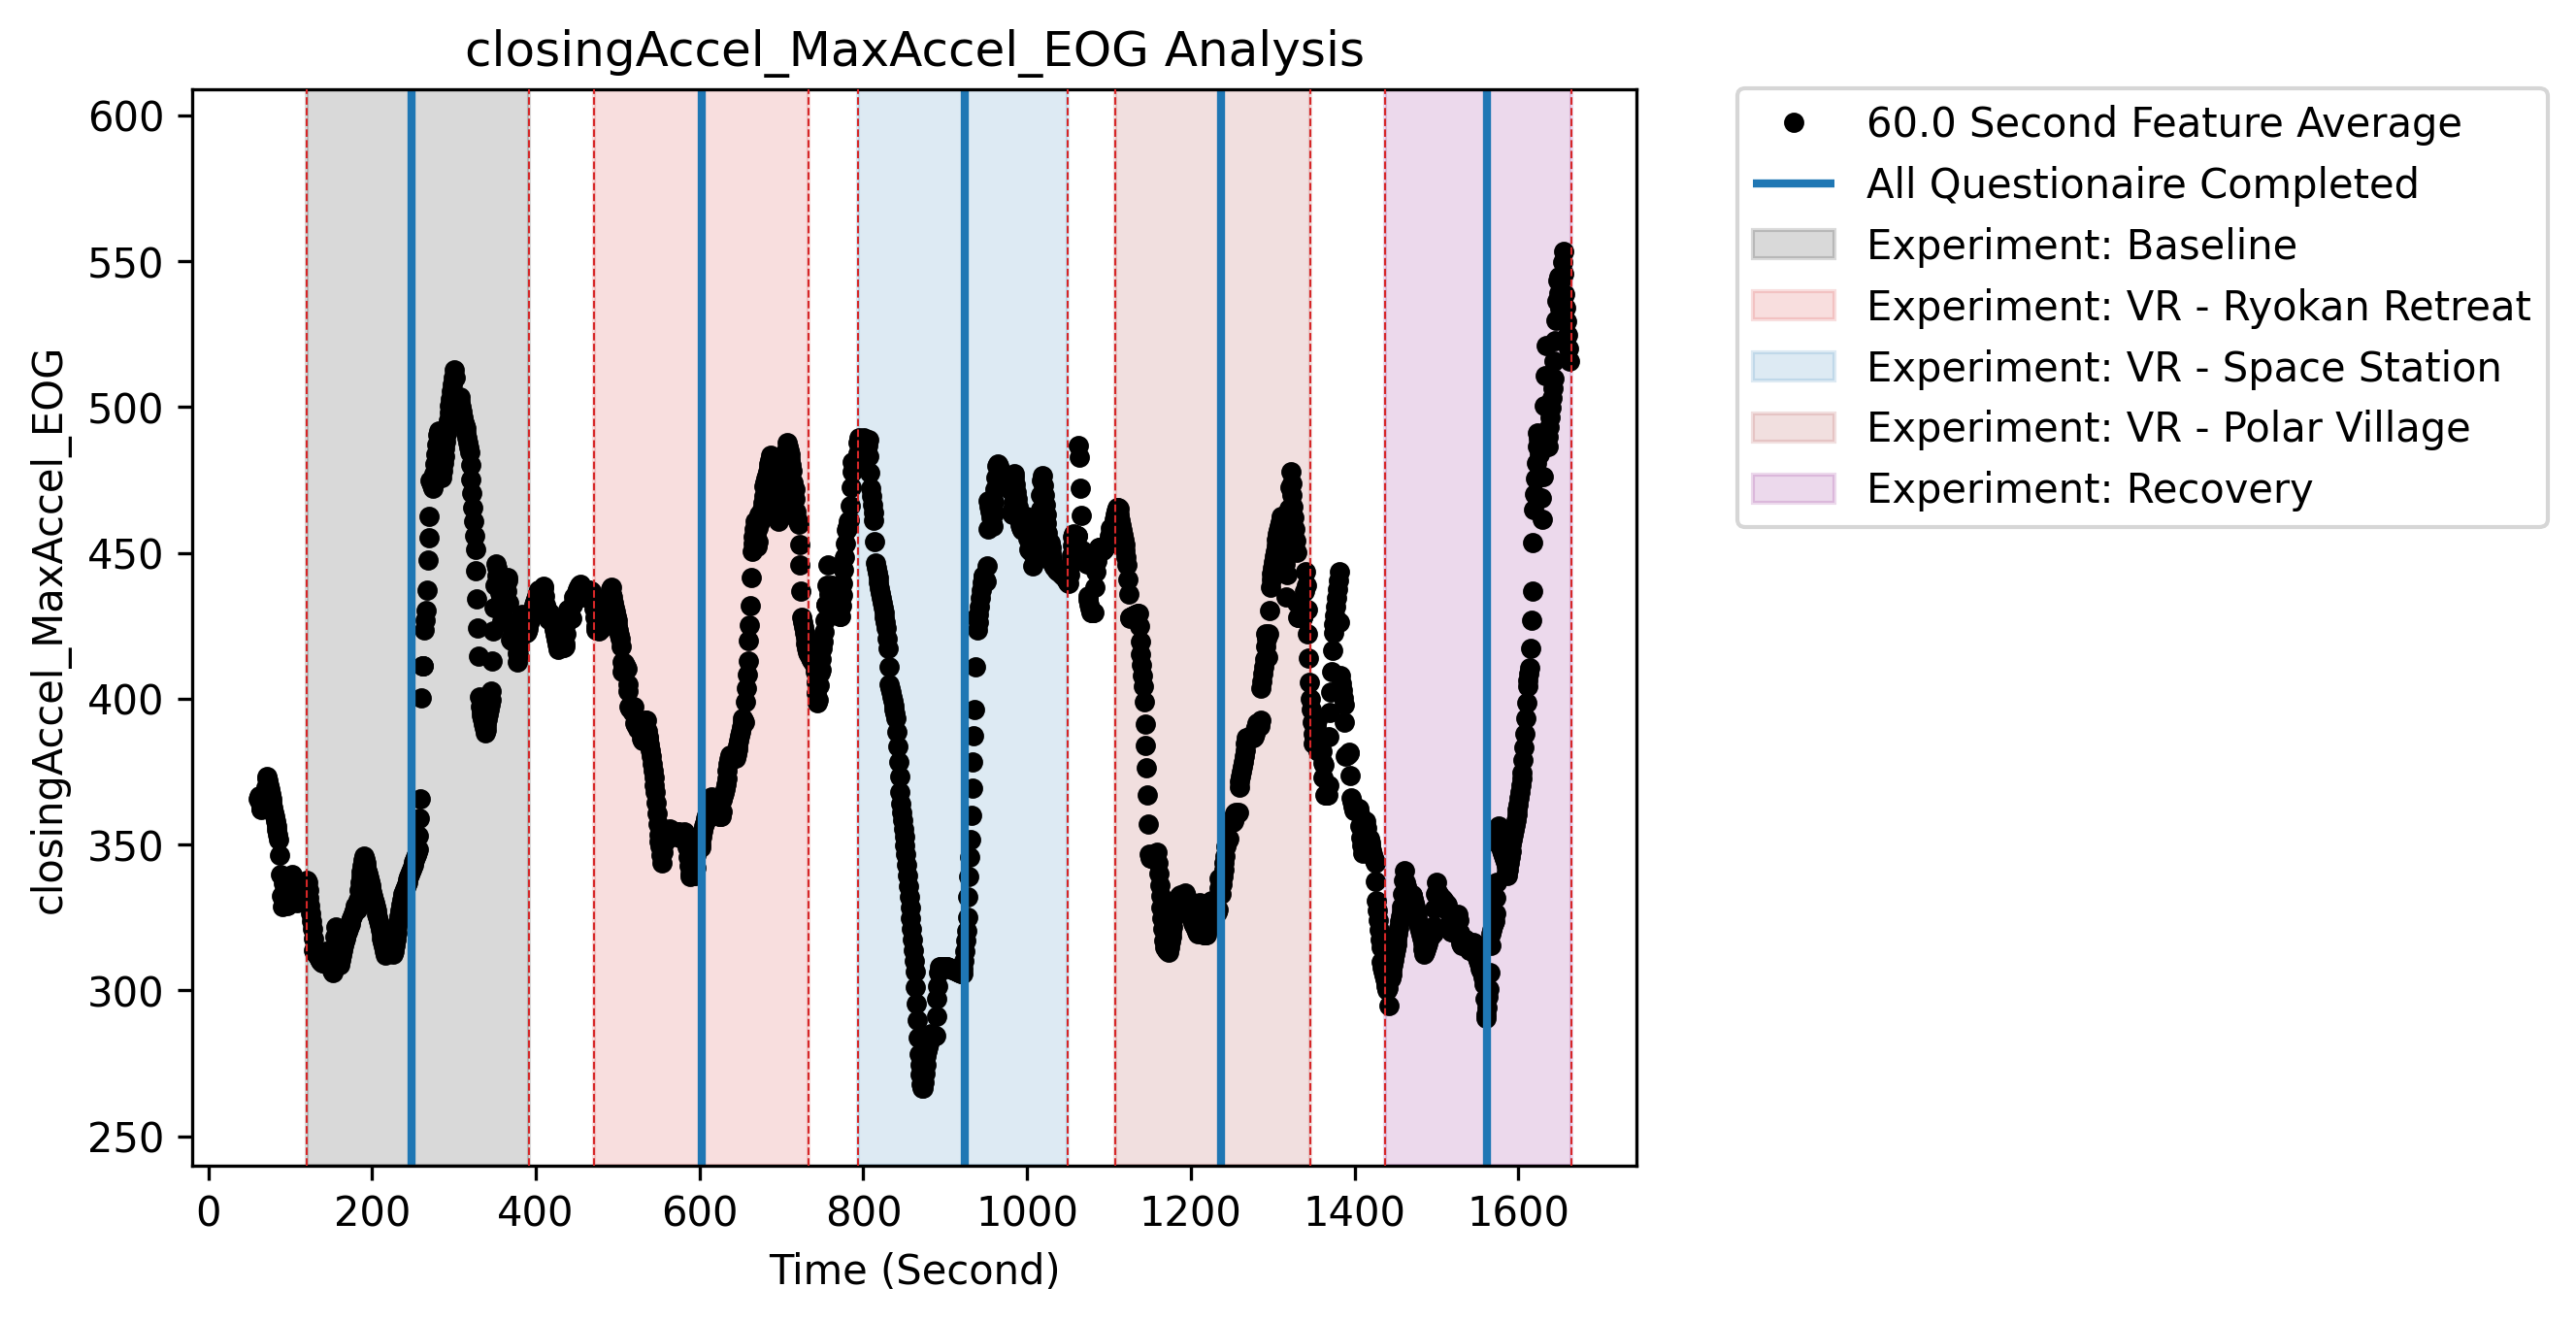 closingAccel_MaxAccel_EOG Analysis
600
550
500
450
400
350
300
250
closingAccel_MaxAccel_EOG
0
200
400
600
800
1000
1200
1400
1600
Time (Second)
60.0 Second Feature Average
All Questionaire Completed
Experiment: Baseline
Experiment: VR - Ryokan Retreat
Experiment: VR - Space Station
Experiment: VR - Polar Village
Experiment: Recovery